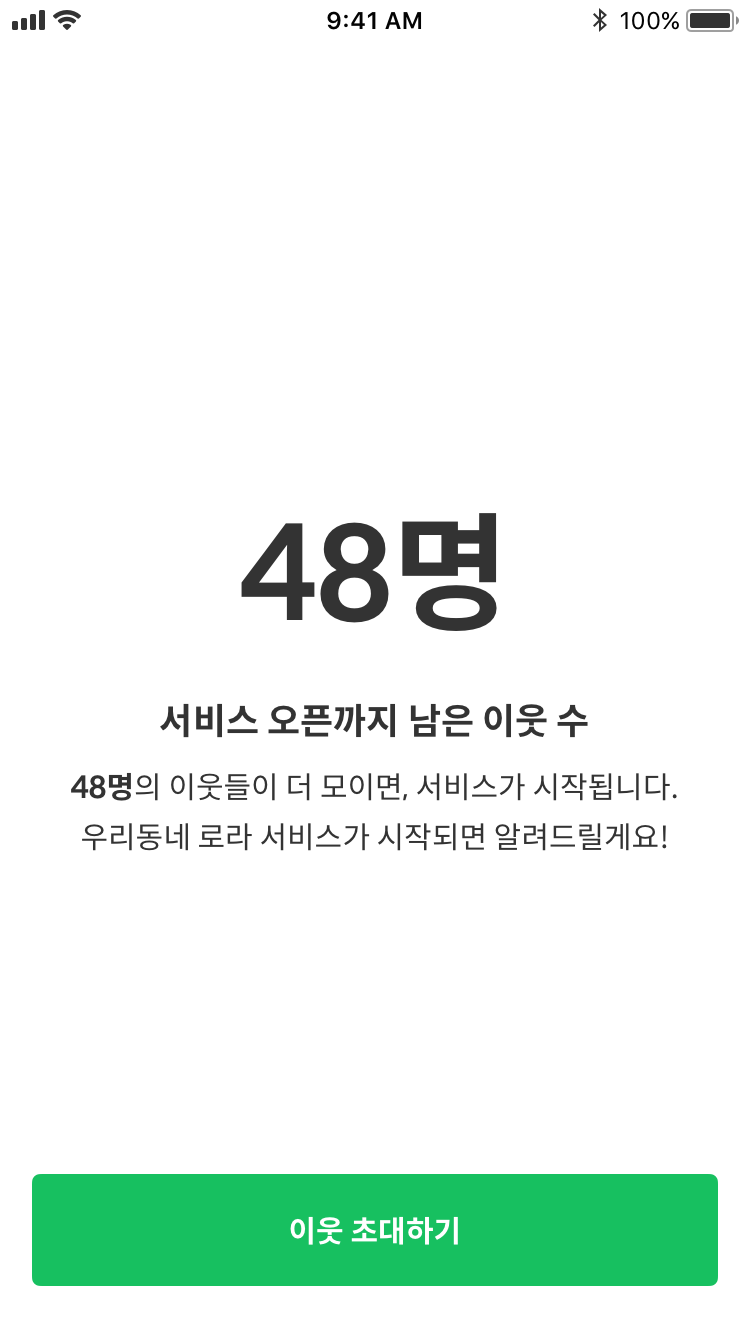 9:41 AM
100%
48명
서비스 오픈까지 남은 이웃 수
48명의 이웃들이 더 모이면, 서비스가 시작됩니다.
우리동네 로라 서비스가 시작되면 알려드릴게요!
이웃 초대하기